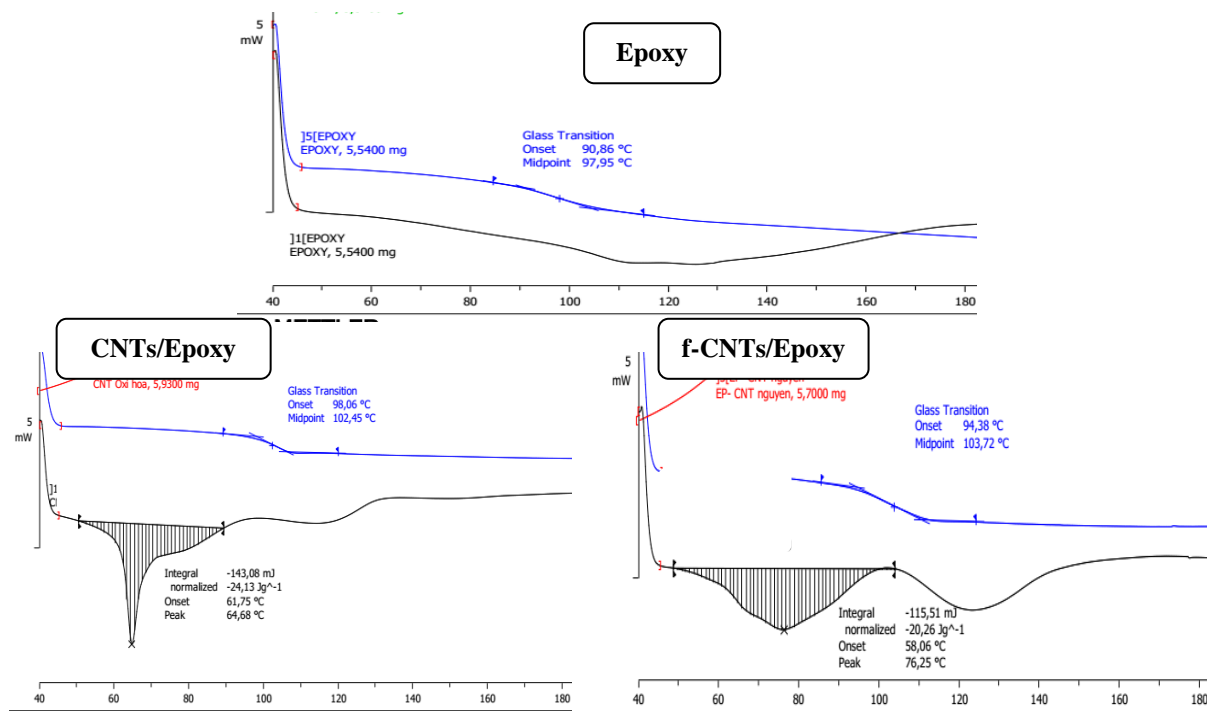 5
mW
Epoxy
]5[EPOXY
EPOXY, 5,5400 mg
Glass Transition
Onset 90,86 °C
Midpoint 97,95 °C
]1[EPOXY
EPOXY, 5,5400 mg
40 60 80 100 120 140 160 180
CNTs/Epoxy
CNT Oxi hoa, 5,9300 mg
Glass Transition
Onset 98,06 °C
Midpoint 102,45 °C
5
mW
]1
Integral -143,08 mJ
normalized -24,13 Jg^-1
Onset 61,75 °C
Peak 64,68 °C
40 60 80 100 120 140 160 180
f-CNTs/Epoxy
5
mW
EP- CNT nguyen, 5,7000 mg
Glass Transition
Onset 94,38 °C
Midpoint 103,72 °C
Integral -115,51 mJ
normalized -20,26 Jg^-1
Onset 58,06 °C
Peak 76,25 °C
40 60 80 100 120 140 160 180